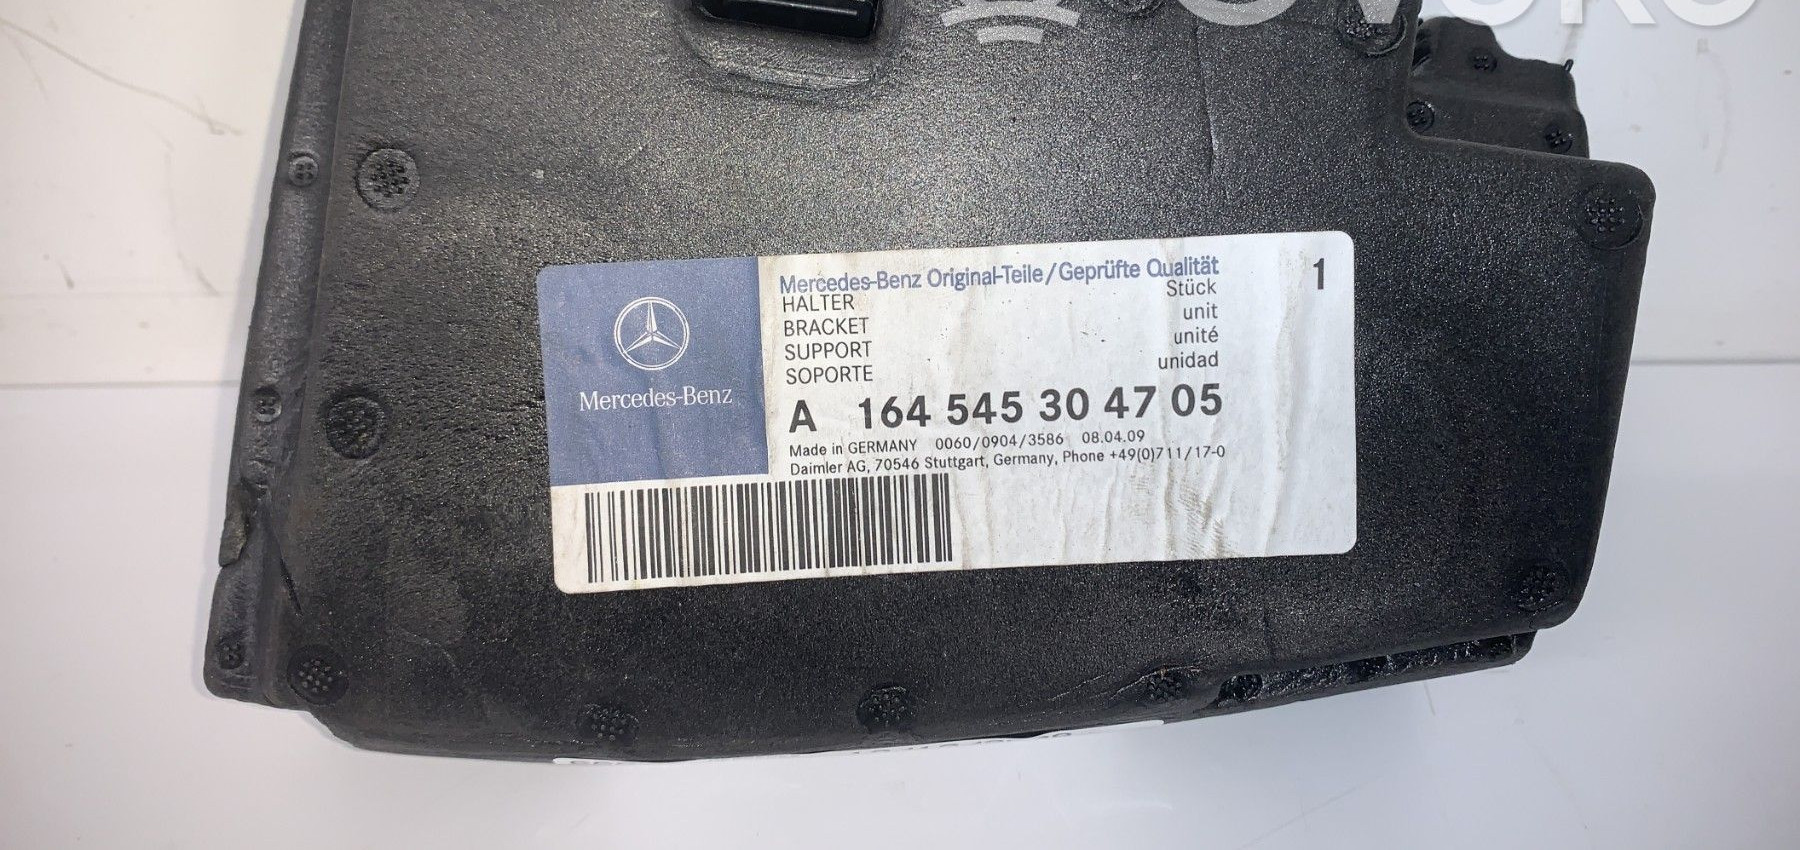 Mercedes-Benz Original-Teile/Geprüfte Qualität 1
HALTER Stück
BRACKET unit
SUPPORT unité
SOPORTE unidad
A 164 545 30 47 05
Made in GERMANY 0060/0904/3586 08.04.09
Daimler AG, 70546 Stuttgart, Germany, Phone +49(0)711/17-0
Mercedes-Benz